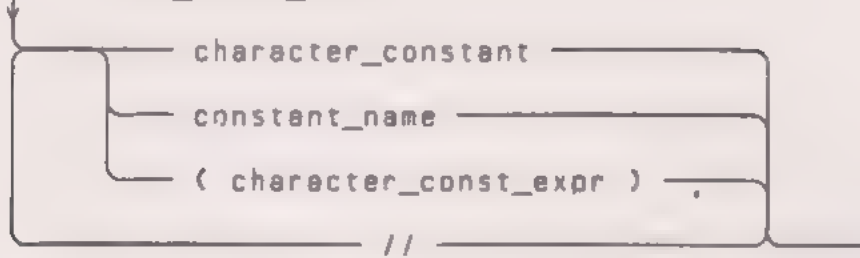 character_constant
constant_name
( character_const_expr )
//